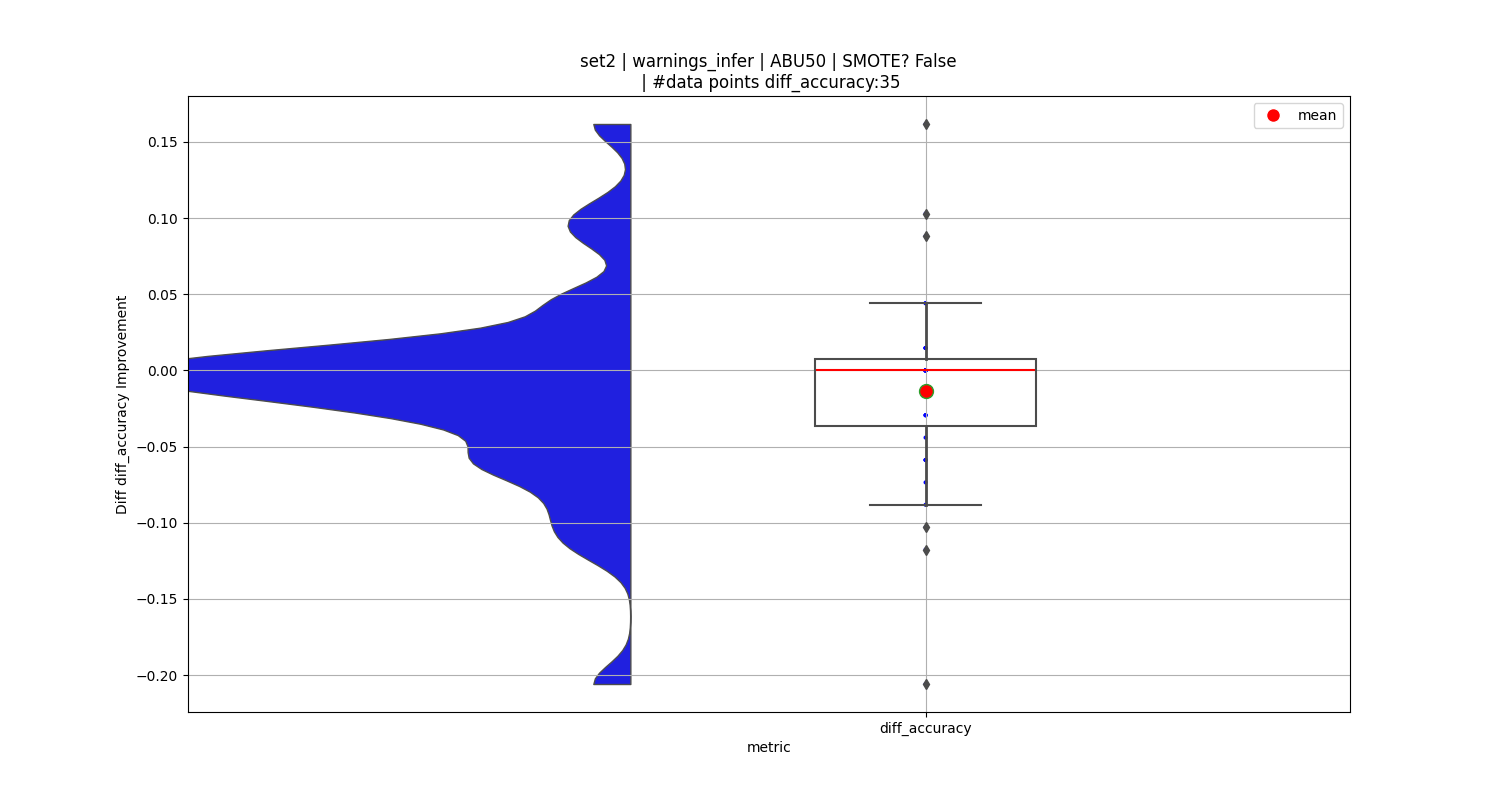 set2 | warnings_infer | ABU50 | SMOTE? False
| #data points diff_accuracy:35
mean
0.15
0.10
0.05
0.00
−0.05
−0.10
−0.15
−0.20
Diff diff_accuracy Improvement
diff_accuracy
metric